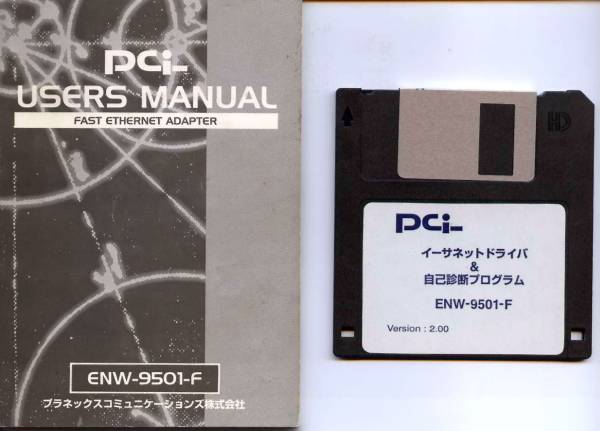 PCi
USERS MANUAL
FAST ETHERNET ADAPTER
ENW-9501-F
プラネックスコミュニケーションズ株式会社
HD
PCi
イーサネットドライバ
&
自己診断プログラム
ENW-9501-F
Version : 2.00